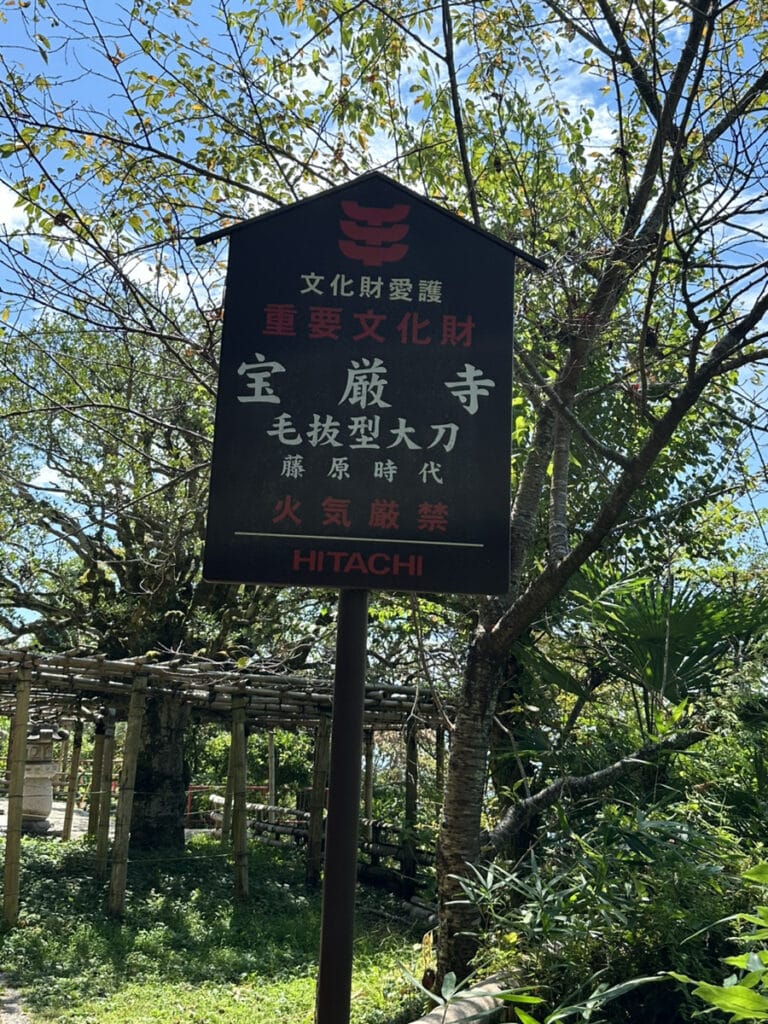 文化財愛護
重要文化財
宝厳寺
毛抜型大刀
藤原時代
火気厳禁
HITACHI